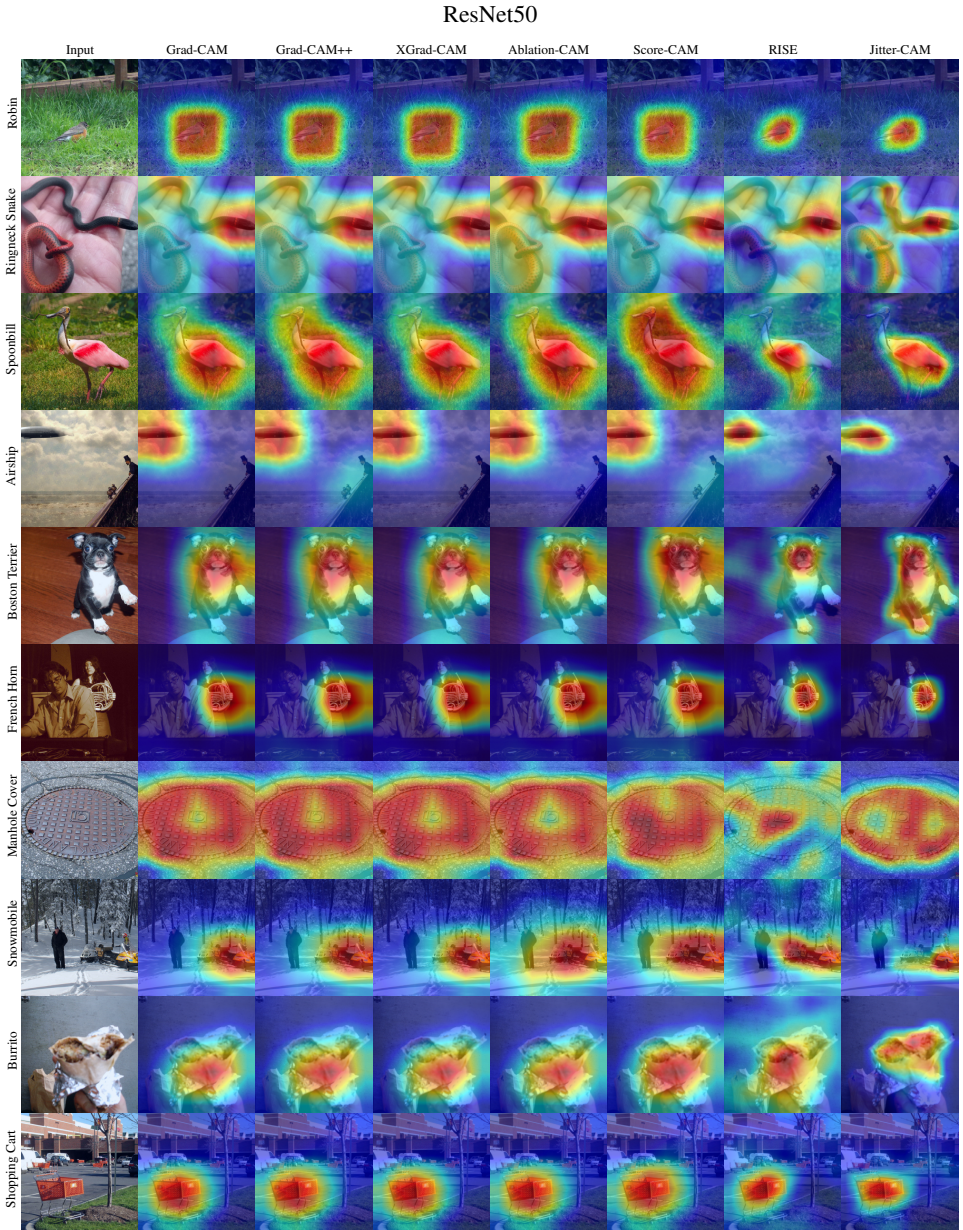 ResNet50
Input Grad-CAM Grad-CAM++ XGrad-CAM Ablation-CAM Score-CAM RISE Jitter-CAM
Robin
Ringneck Snake
Spoonbill
Airship
Boston Terrier
French Horn
Manhole Cover
Snowmobile
Burrito
Shopping Cart